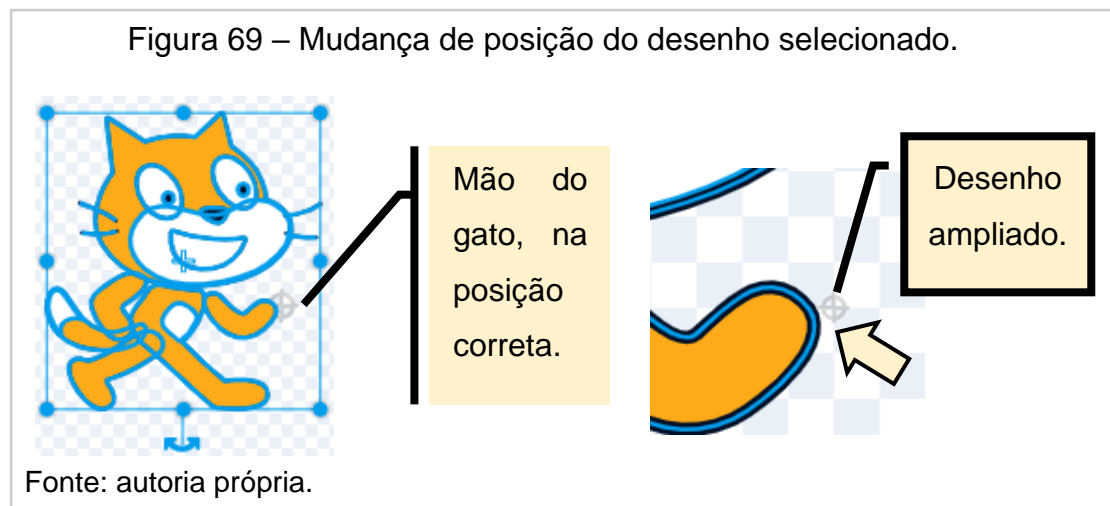 Figura 69 – Mudança de posição do desenho selecionado.
Mão do
gato, na
posição
correta.
Desenho
ampliado.
Fonte: autoria própria.